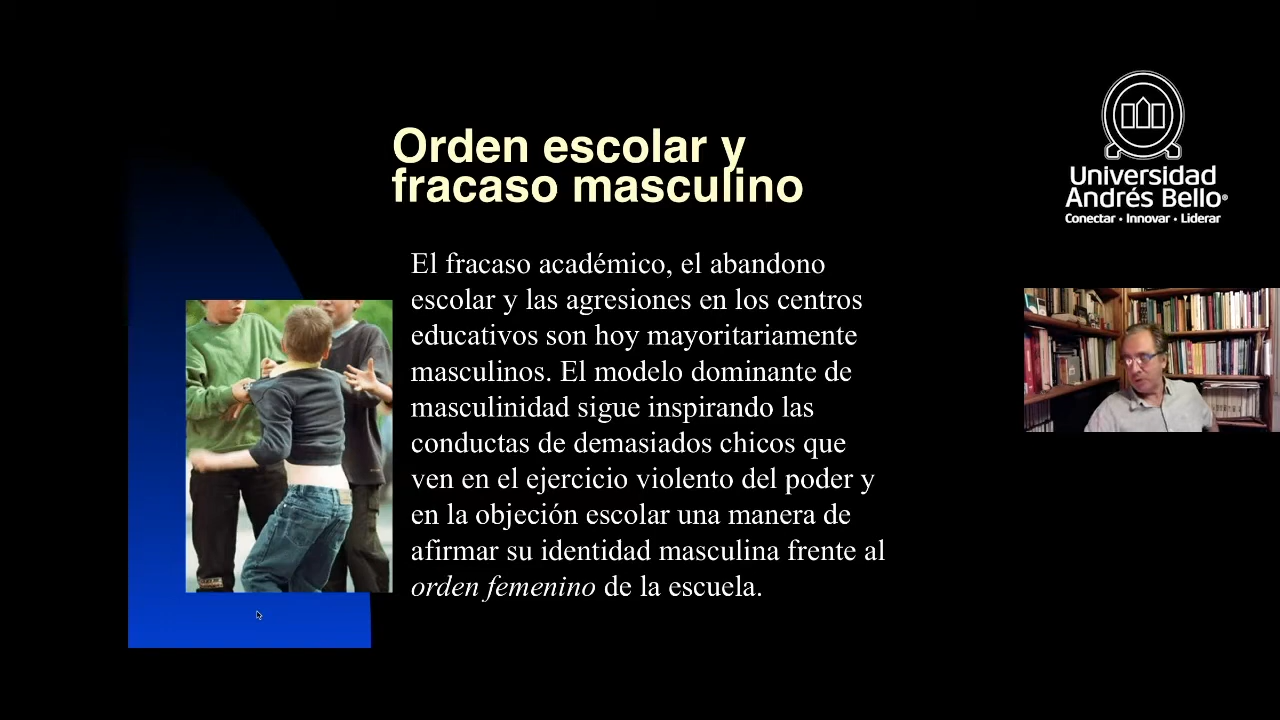 Orden escolar y
fracaso masculino
El fracaso académico, el abandono
escolar y las agresiones en los centros
educativos son hoy mayoritariamente
masculinos. El modelo dominante de
masculinidad sigue inspirando las
conductas de demasiados chicos que
ven en el ejercicio violento del poder y
en la objeción escolar una manera de
afirmar su identidad masculina frente al
orden femenino de la escuela.
Universidad
Andrés Bello®
Conectar • Innovar • Liderar